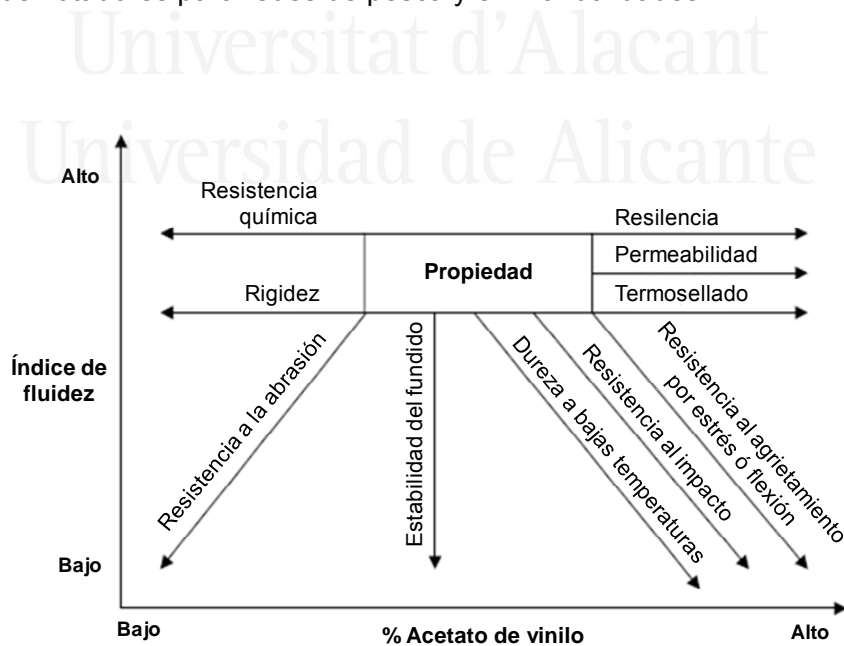 Universitat d'Alacant
Universidad de Alicante
Alto
Resistencia
química
Resilencia
Permeabilidad
Propiedad
Rigidez
Termosellado
Índice de
fluidez
Resistencia a la abrasión
Estabilidad del fundido
Dureza a bajas temperaturas
Resistencia al impacto
Resistencia al agrietamiento
por estrés ó flexión
Bajo
Bajo
% Acetato de vinilo
Alto